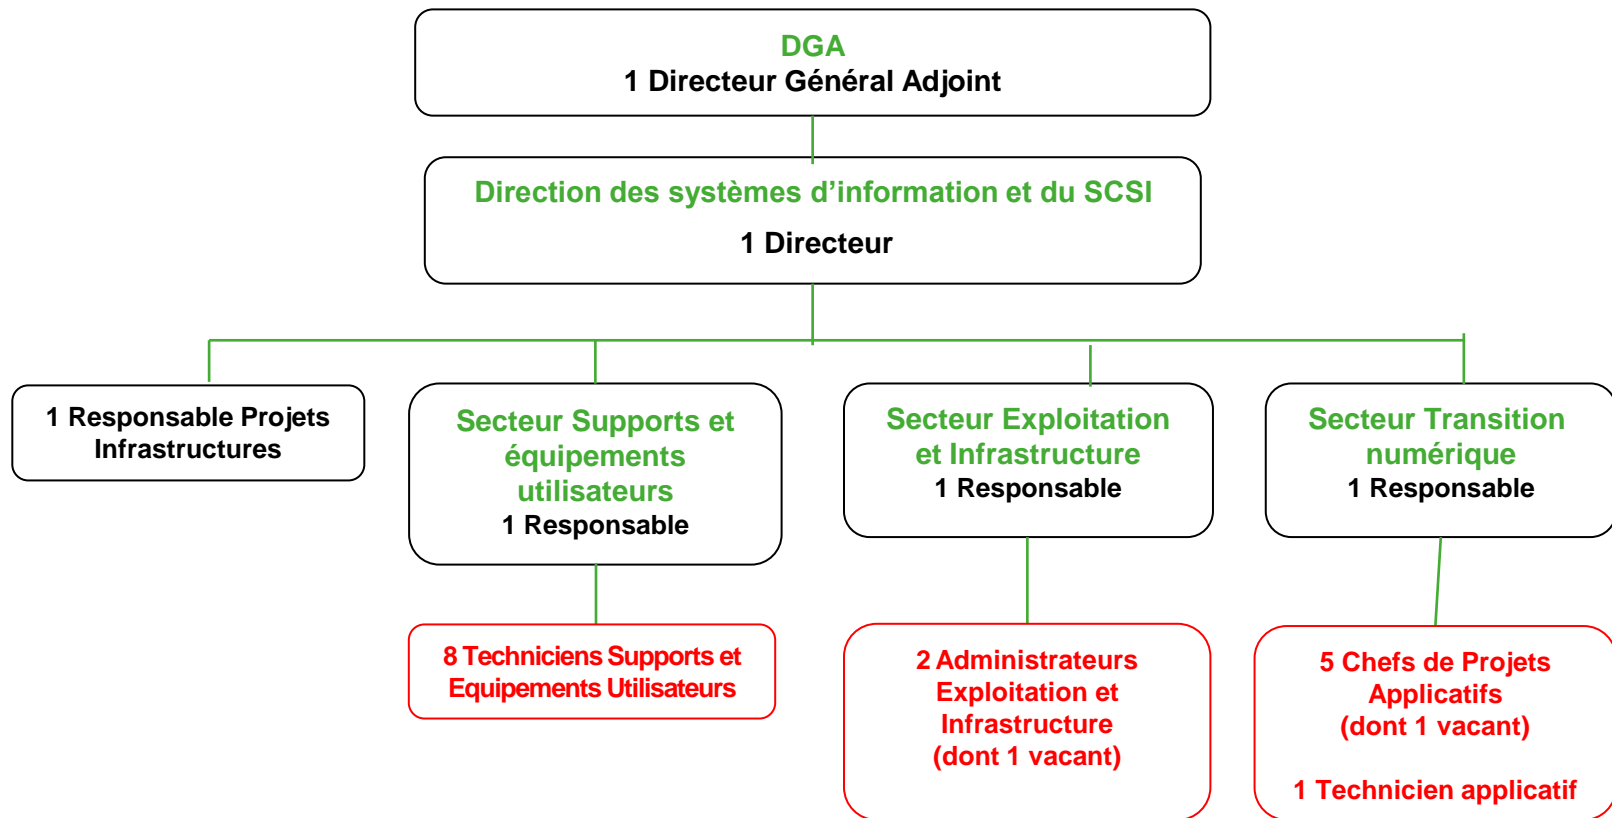 DGA
1 Directeur Général Adjoint
Direction des systèmes d’information et du SCSI
1 Directeur
1 Responsable Projets
Infrastructures
Secteur Supports et
équipements
utilisateurs
1 Responsable
Secteur Exploitation
et Infrastructure
1 Responsable
Secteur Transition
numérique
1 Responsable
8 Techniciens Supports et
Equipements Utilisateurs
2 Administrateurs
Exploitation et
Infrastructure
(dont 1 vacant)
5 Chefs de Projets
Applicatifs
(dont 1 vacant)
1 Technicien applicatif